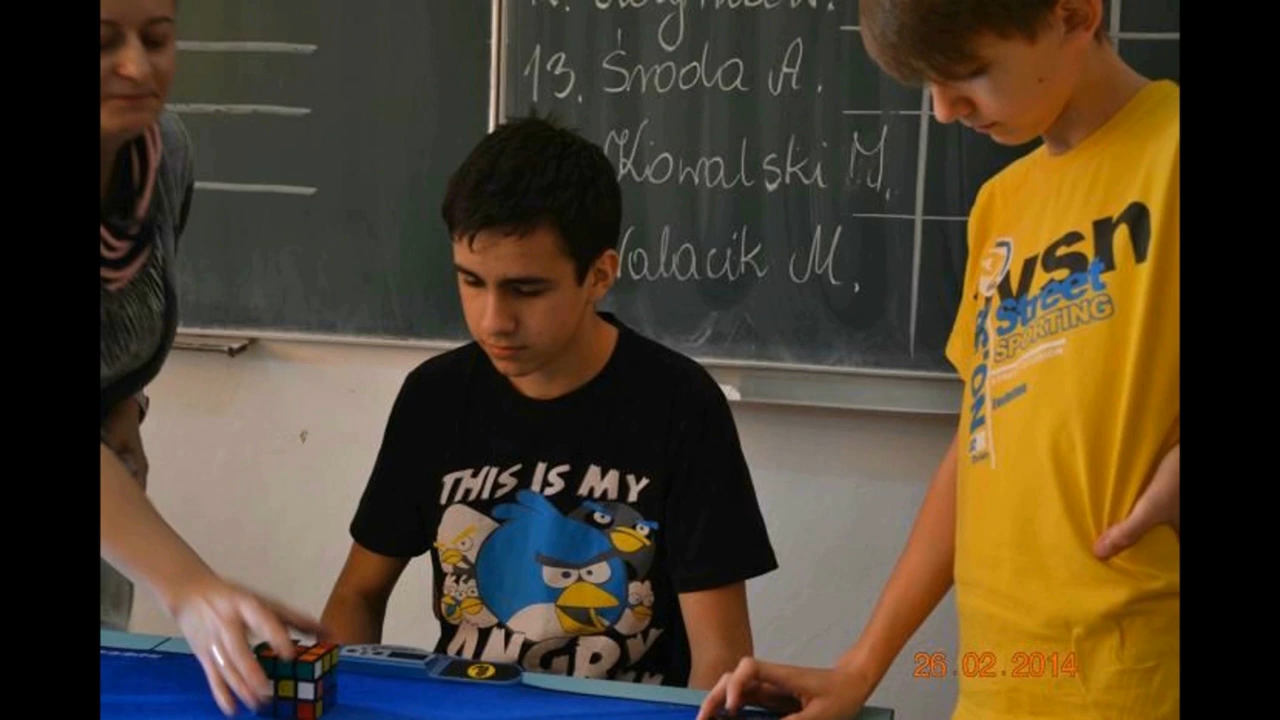 13. Środa A.
Kowalski M.
Walacik M.
THIS IS MY
ANGRY
vsn
Street
SPORTING
26.02.2014